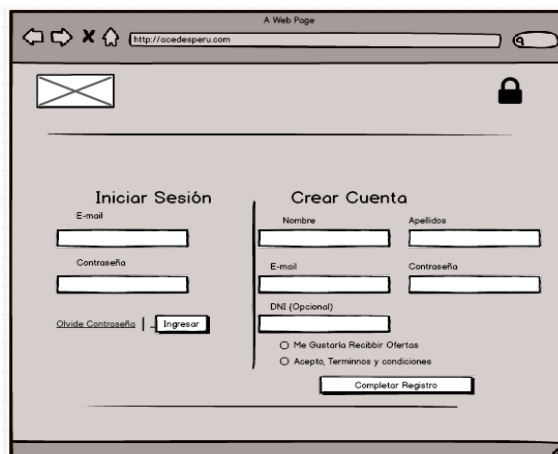 A Web Page
http://acedesperu.com
Iniciar Sesión
E-mail
Contraseña
Olvide Contraseña
Ingresar
Crear Cuenta
Nombre
Apellidos
E-mail
Contraseña
DNI (Opcional)
Me Gustaría Recibbir Ofertas
Acepto, Terminnos y condiciones
Completar Registro